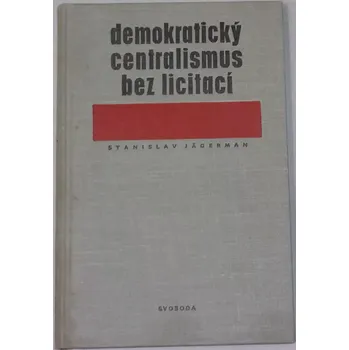 demokratický
centralismus
bez licitací
STANISLAV JÄGERMAN
SVOBODA